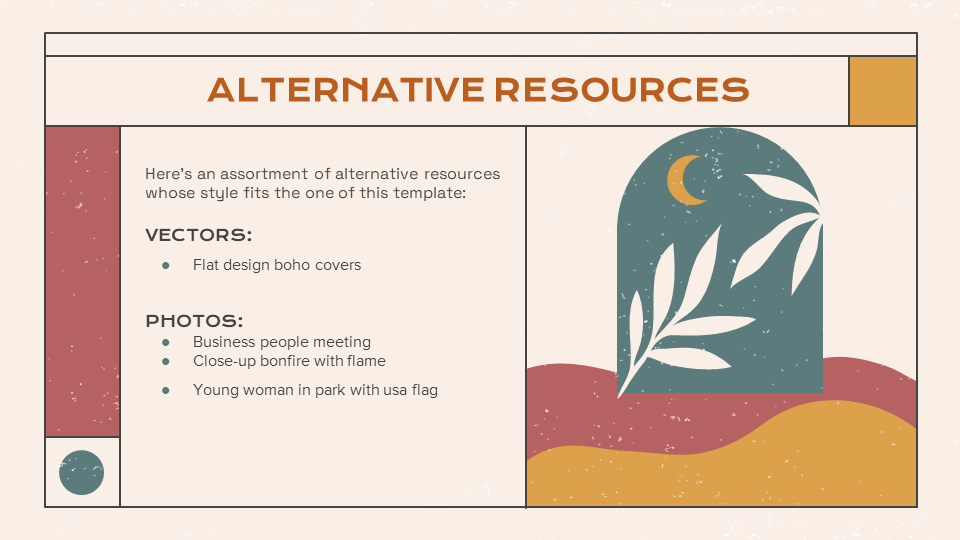 ALTERNATIVE RESOURCES
Here's an assortment of alternative resources
whose style fits the one of this template:
VECTORS:
● Flat design boho covers
PHOTOS:
● Business people meeting
● Close-up bonfire with flame
● Young woman in park with usa flag